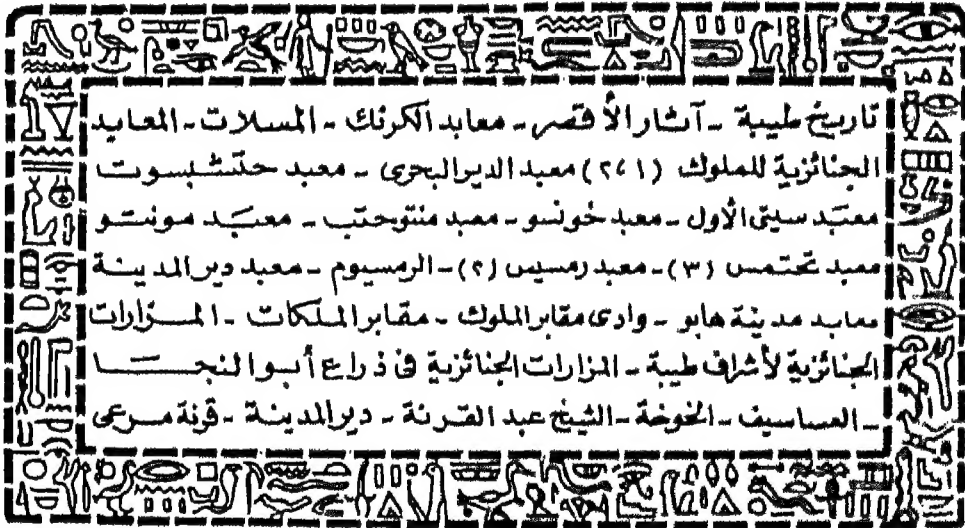 تاريخ طيبة - آثار الأقصر - معابد الكرنك - المسلات - المعابد
الجنائزية للملوك (١،٢) معبد الدير البحرى - معبد حتشبسوت
معبد سيتى الأول - معبد خونسو - معبد منتوحتب - معبد مونتو
معبد تحتمس (٣) - معبد رمسيس (٢) - الرمسيوم - معبد دير المدينة
معابد مدينة هابو - وادى مقابر الملوك - مقابر الملكات - المزارات
الجنائزية لأشراف طيبة - المزارات الجنائزية فى ذراع أبو النجا
- العساسيف - الخوخة - الشيخ عبد القرنة - دير المدينة - قرنة مرعى